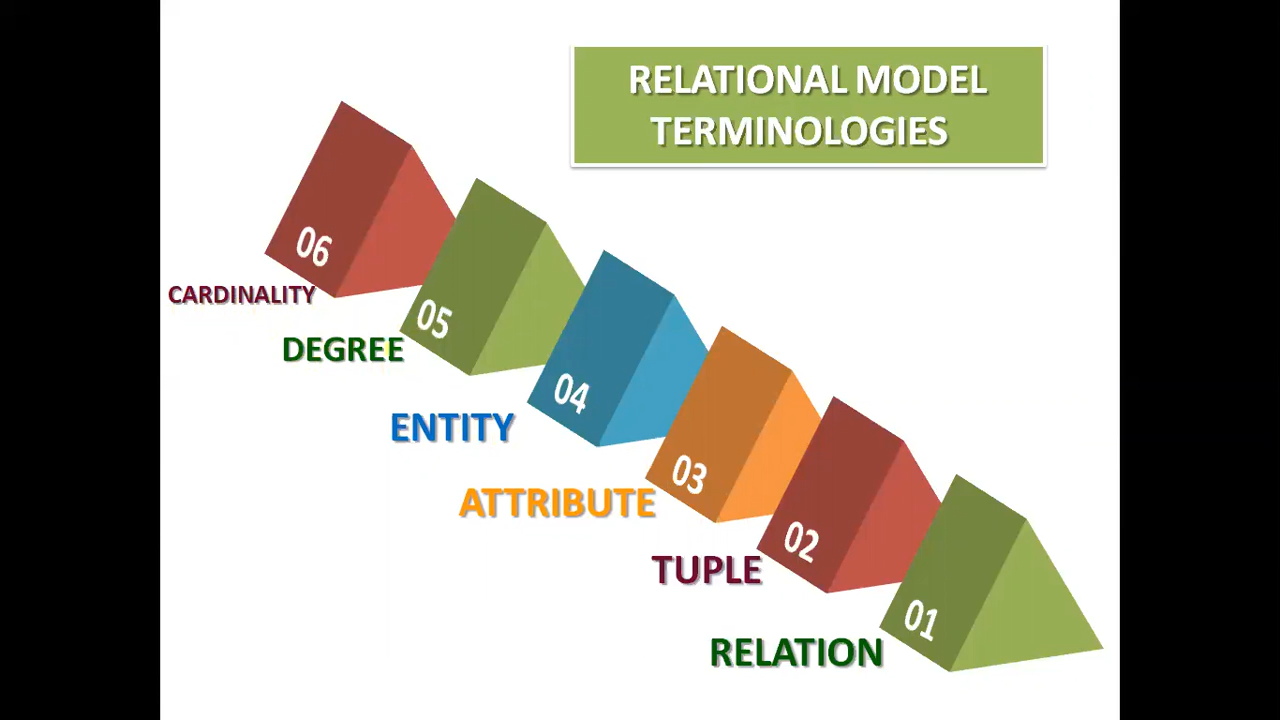 RELATIONAL MODEL
TERMINOLOGIES
06
CARDINALITY
05
DEGREE
04
ENTITY
03
ATTRIBUTE
02
TUPLE
01
RELATION